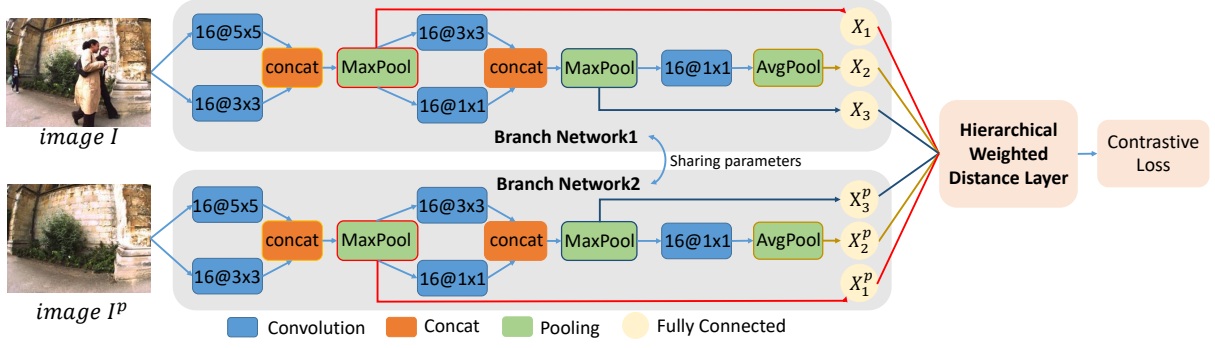 16@5x5
16@3x3
concat
MaxPool
16@3x3
16@1x1
concat
MaxPool
16@1x1
AvgPool
X₁
X₂
X₃
image I
Branch Network1
Sharing parameters
Branch Network2
16@5x5
16@3x3
concat
MaxPool
16@3x3
16@1x1
concat
MaxPool
16@1x1
AvgPool
X₃ᵖ
X₂ᵖ
X₁ᵖ
image Iᵖ
Hierarchical
Weighted
Distance Layer
Contrastive
Loss
Convolution
Concat
Pooling
Fully Connected